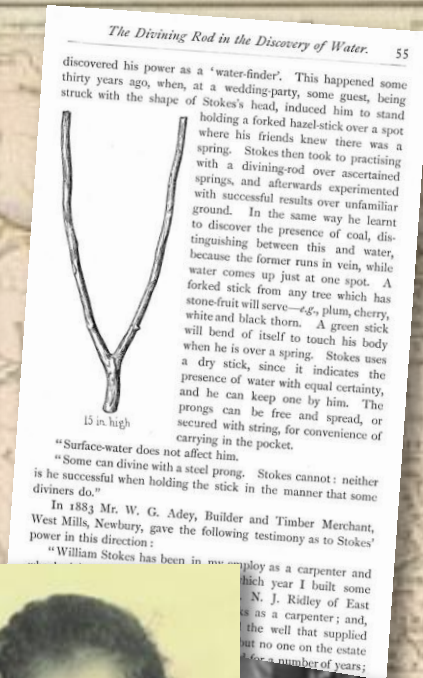 The Divining Rod in the Discovery of Water. 55
discovered his power as a 'water-finder'. This happened some
thirty years ago, when, at a wedding-party, some guest, being
struck with the shape of Stokes's head, induced him to stand
holding a forked hazel-stick over a spot
where his friends knew there was a
spring. Stokes then took to practising
with a divining-rod over ascertained
springs, and afterwards experimented
with successful results over unfamiliar
ground. In the same way he learnt
to discover the presence of coal, dis-
tinguishing between this and water,
because the former runs in vein, while
water comes up just at one spot. A
forked stick from any tree which has
stone-fruit will serve—e.g., plum, cherry,
white and black thorn. A green stick
will bend of itself to touch his body
when he is over a spring. Stokes uses
a dry stick, since it indicates the
presence of water with equal certainty,
and he can keep one by him. The
prongs can be free and spread, or
secured with string, for convenience of
carrying in the pocket.
15 in. high
"Surface-water does not affect him.
"Some can divine with a steel prong. Stokes cannot: neither
is he successful when holding the stick in the manner that some
diviners do."
In 1883 Mr. W. G. Adey, Builder and Timber Merchant,
West Mills, Newbury, gave the following testimony as to Stokes'
power in this direction:
"William Stokes has been in my employ as a carpenter and
which year I built some
N. J. Ridley of East
as a carpenter; and,
the well that supplied
but no one on the estate
for a number of years;